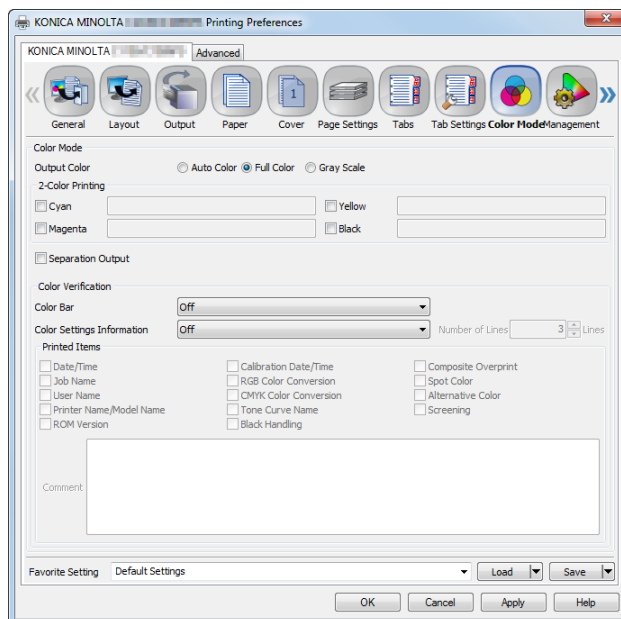 KONICA MINOLTA Printing Preferences
KONICA MINOLTA Advanced
General Layout Output Paper Cover Page Settings Tabs Tab Settings Color Mode Management
1
Color Mode
Output Color Auto Color Full Color Gray Scale
2-Color Printing
Cyan Yellow
Magenta Black
Separation Output
Color Verification
Color Bar Off
Color Settings Information Off Number of Lines 3 Lines
Printed Items
Date/Time Calibration Date/Time Composite Overprint
Job Name RGB Color Conversion Spot Color
User Name CMYK Color Conversion Alternative Color
Printer Name/Model Name Tone Curve Name Screening
ROM Version Black Handling
Comment
Favorite Setting Default Settings Load Save
OK Cancel Apply Help